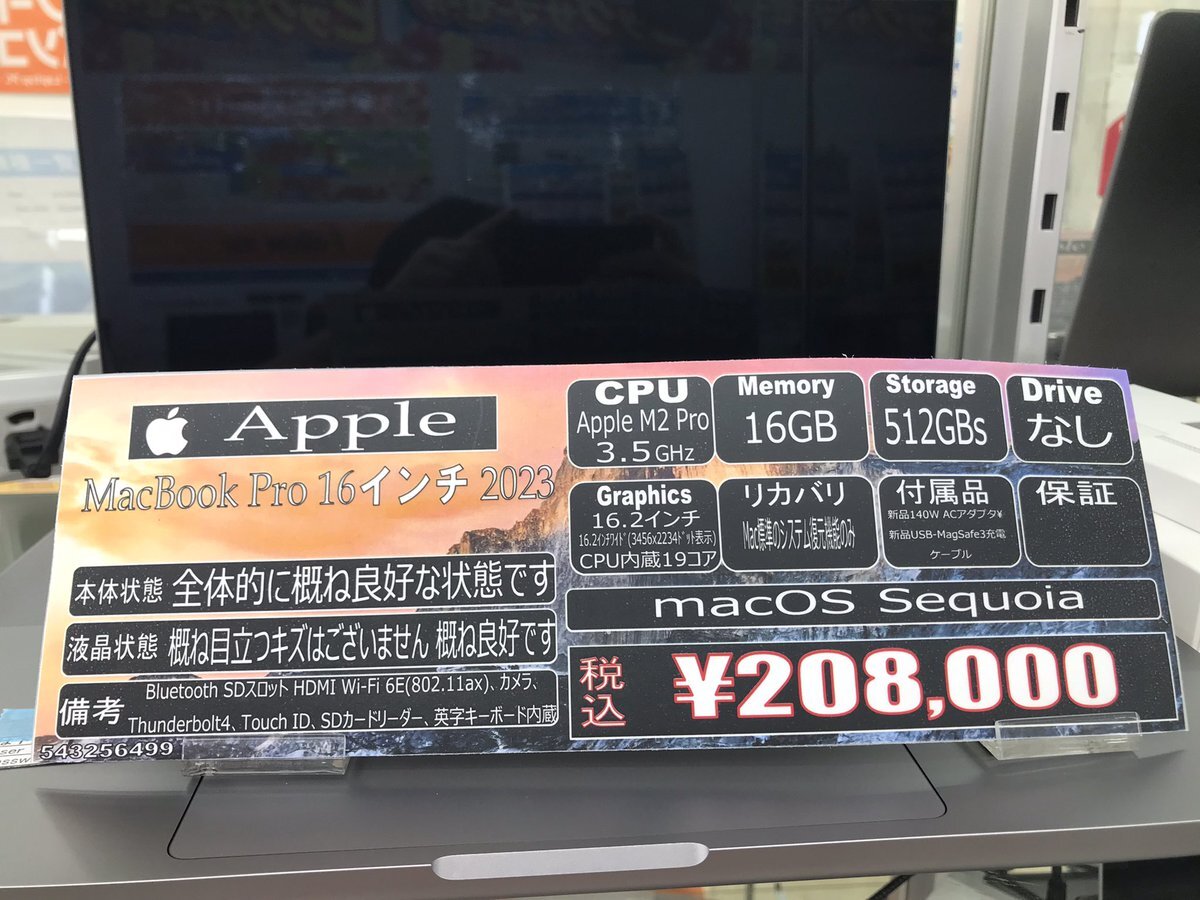 Apple
MacBook Pro 16インチ 2023
本体状態 全体的に概ね良好な状態です
液晶状態 概ね目立つキズはございません 概ね良好です
備考 Bluetooth SDスロット HDMI Wi-Fi 6E(802.11ax)、カメラ、
Thunderbolt4、Touch ID、SDカードリーダー、英字キーボード内蔵
543256499
CPU
Apple M2 Pro
3.5GHz
Memory
16GB
Storage
512GBs
Drive
なし
Graphics
16.2インチ
16.2インチワイド(3456x2234ドット表示)
CPU内蔵19コア
リカバリ
Mac標準のシステム復元機能のみ
付属品
新品140W ACアダプタ¥
新品USB-MagSafe3充電
ケーブル
保証
macOS Sequoia
税込 ¥208,000